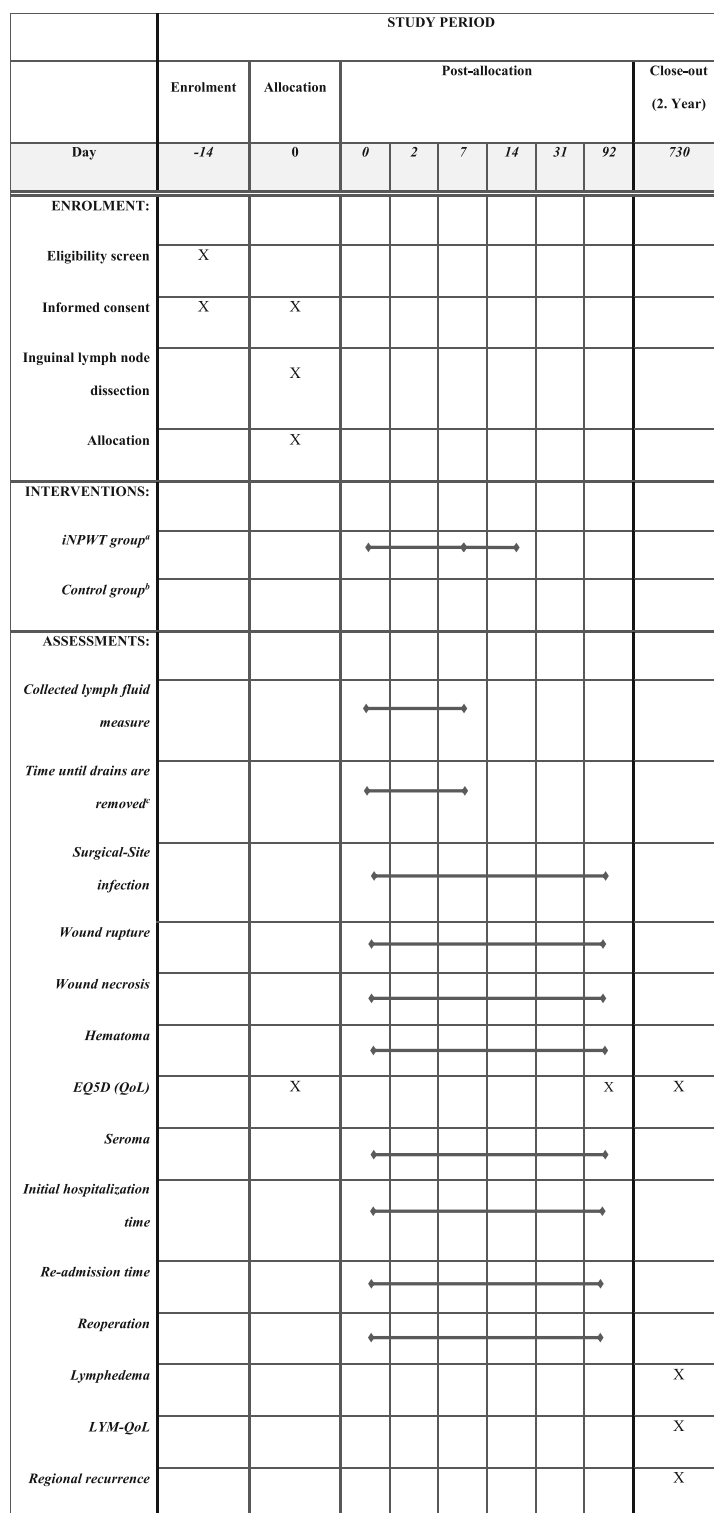 STUDY PERIOD
Enrolment Allocation Post-allocation Close-out
(2. Year)
Day -14 0 0 2 7 14 31 92 730
ENROLMENT:
Eligibility screen X
Informed consent X X
Inguinal lymph node
dissection X
Allocation X
INTERVENTIONS:
iNPWT groupᵃ
Control groupᵇ
ASSESSMENTS:
Collected lymph fluid
measure
Time until drains are
removedᶜ
Surgical-Site
infection
Wound rupture
Wound necrosis
Hematoma
EQ5D (QoL) X X X
Seroma
Initial hospitalization
time
Re-admission time
Reoperation
Lymphedema X
LYM-QoL X
Regional recurrence X